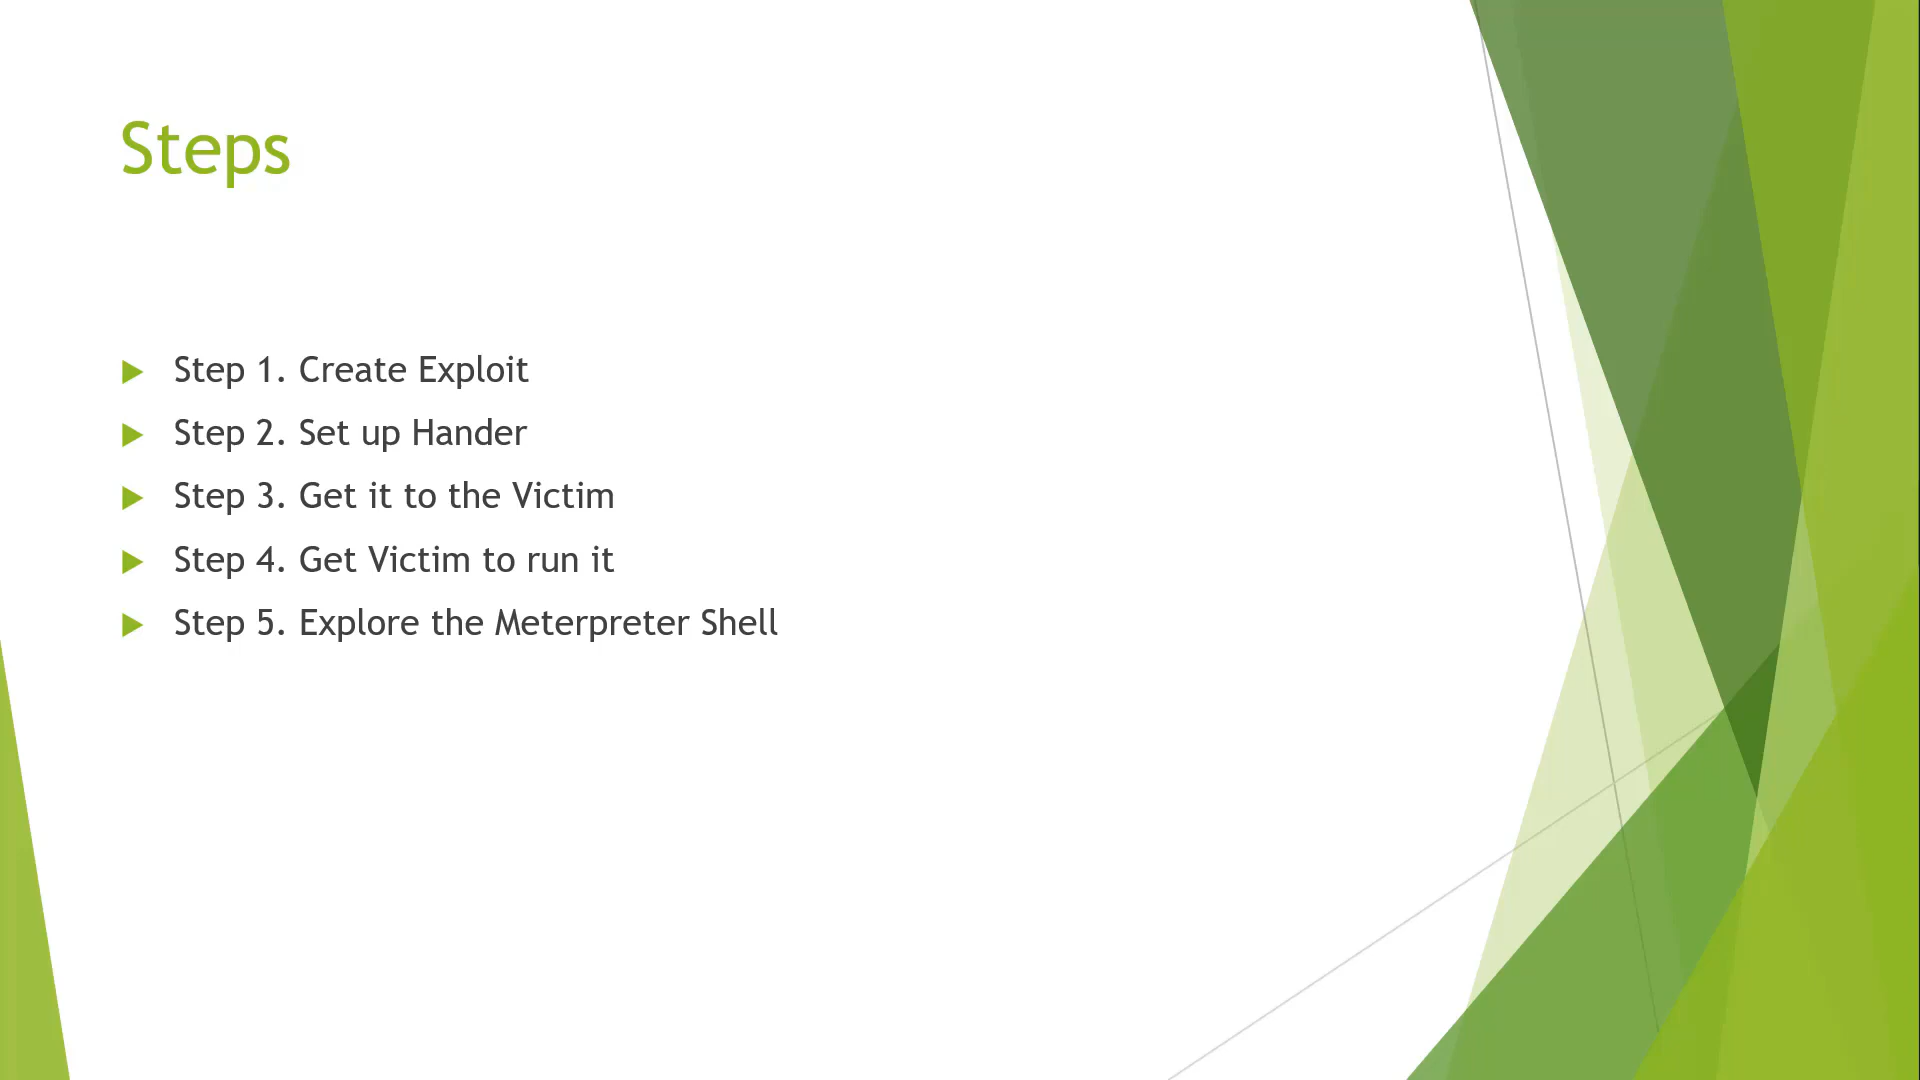 Steps
Step 1. Create Exploit
Step 2. Set up Hander
Step 3. Get it to the Victim
Step 4. Get Victim to run it
Step 5. Explore the Meterpreter Shell